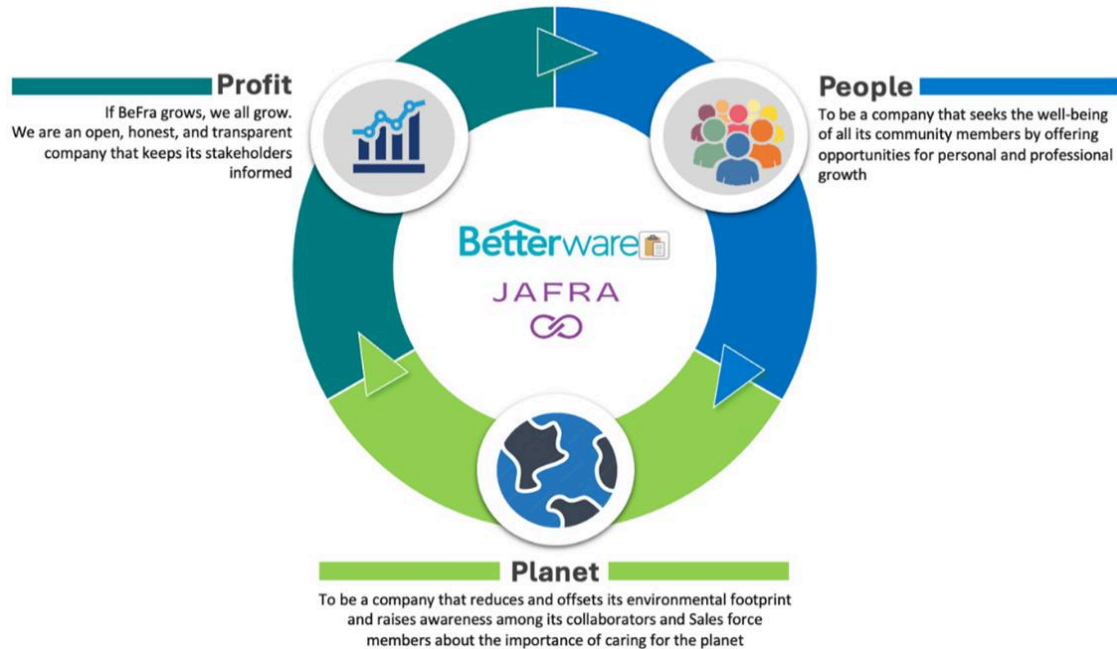 Profit
If BeFra grows, we all grow.
We are an open, honest, and transparent
company that keeps its stakeholders
informed
People
To be a company that seeks the well-being
of all its community members by offering
opportunities for personal and professional
growth
Betterware
JAFRA
Planet
To be a company that reduces and offsets its environmental footprint
and raises awareness among its collaborators and Sales force
members about the importance of caring for the planet